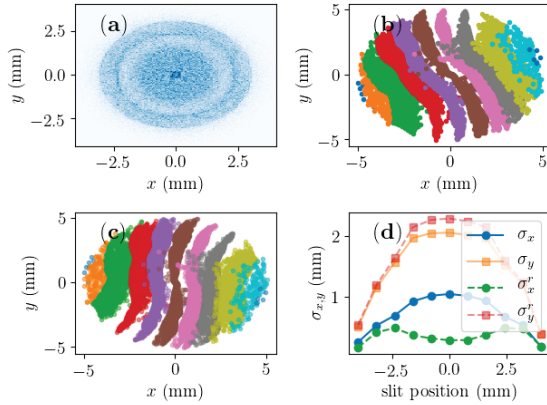 (a)
2.5
0.0
−2.5
y (mm)
−2.5 0.0 2.5
x (mm)
(b)
5
0
−5
y (mm)
−5 0 5
x (mm)
(c)
5
0
−5
y (mm)
−5 0 5
x (mm)
(d)
2
1
σx,y (mm)
−2.5 0.0 2.5
slit position (mm)
σx
σy
σxʳ
σyʳ